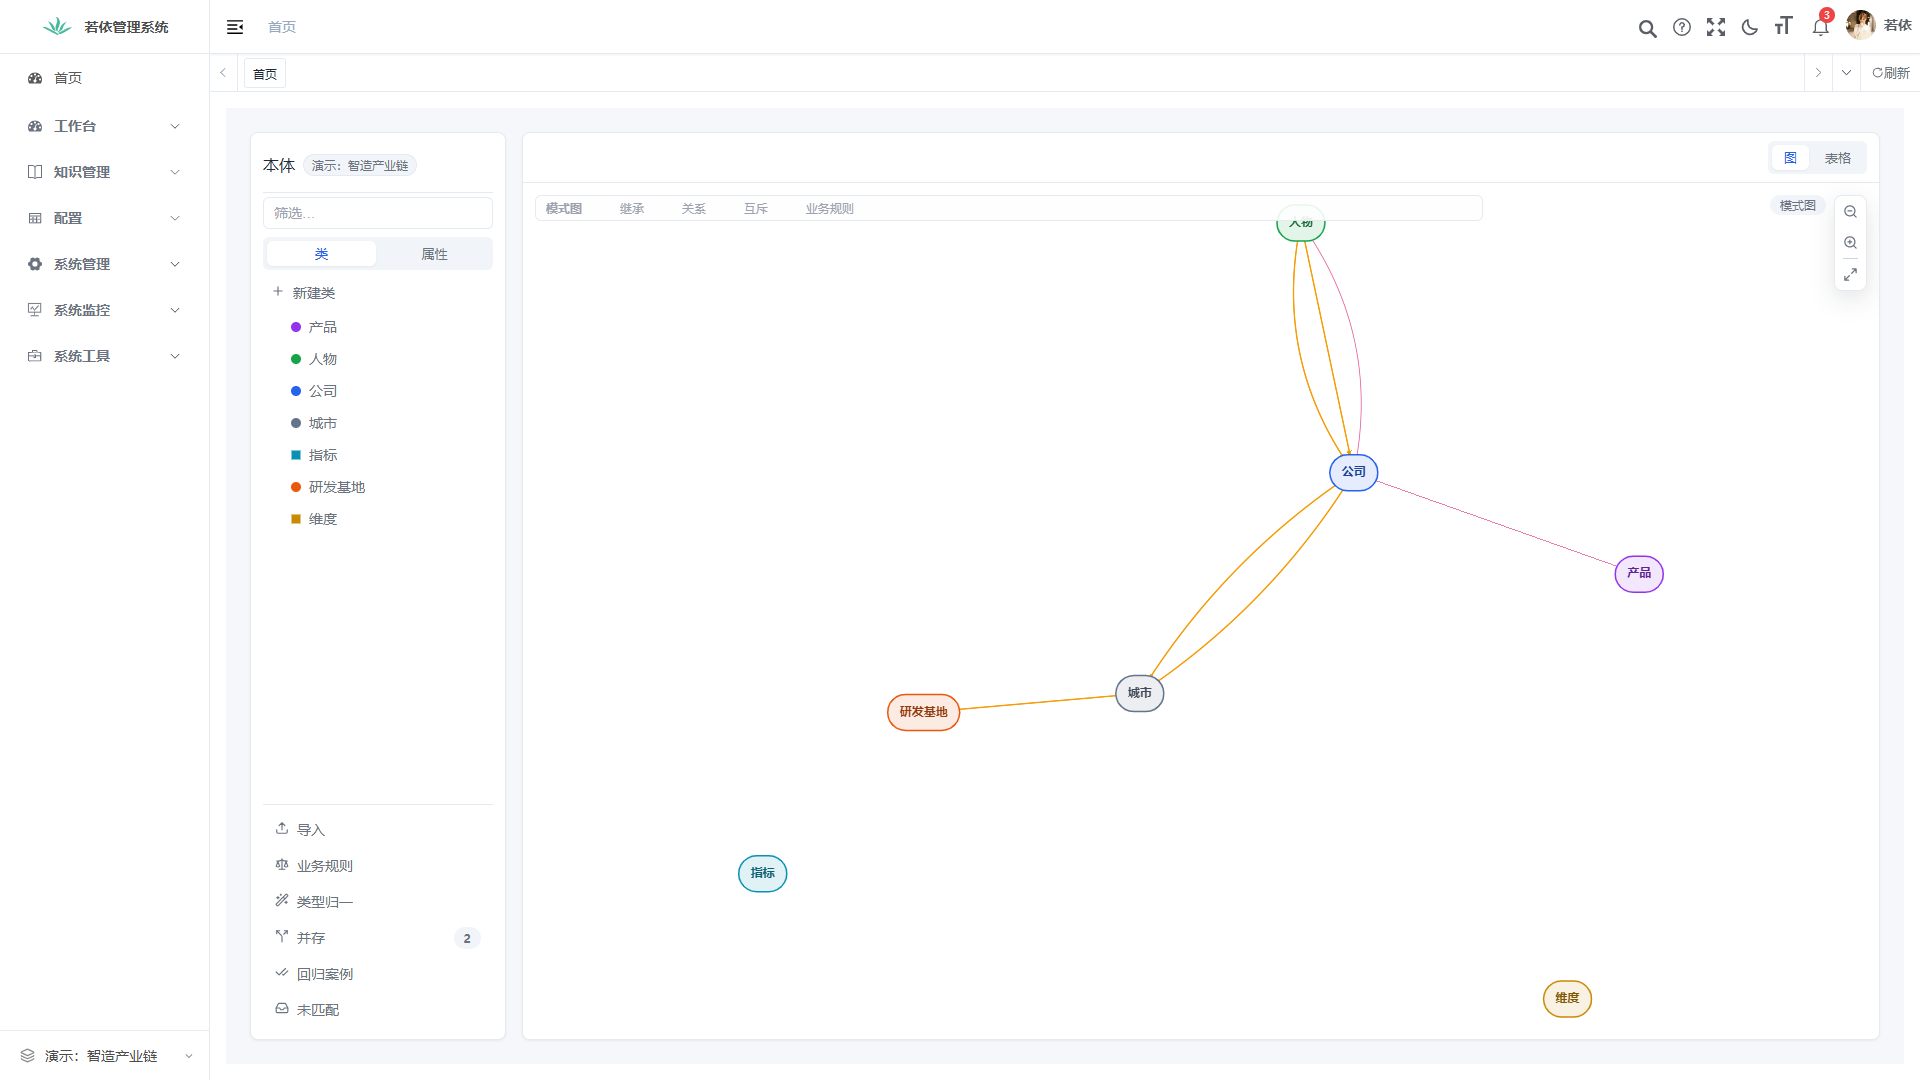 若依管理系统
首页
3
若依
首页
刷新
首页
工作台
知识管理
配置
系统管理
系统监控
系统工具
演示：智造产业链
本体
演示：智造产业链
筛选...
类
属性
新建类
产品
人物
公司
城市
指标
研发基地
维度
导入
业务规则
类型归一
并存
2
回归案例
未匹配
图
表格
模式图
继承
关系
互斥
业务规则
模式图
人物
公司
产品
城市
研发基地
指标
维度